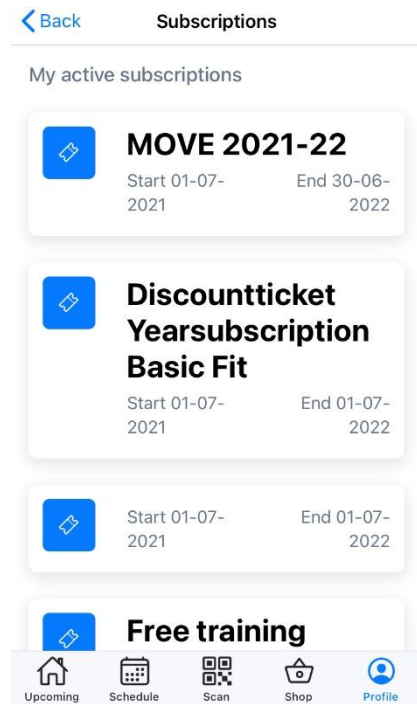 Back
Subscriptions
My active subscriptions
MOVE 2021-22
Start 01-07-
2021
End 30-06-
2022
Discountticket
Yearsubscription
Basic Fit
Start 01-07-
2021
End 01-07-
2022
Start 01-07-
2021
End 01-07-
2022
Free training
Upcoming
Schedule
Scan
Shop
Profile